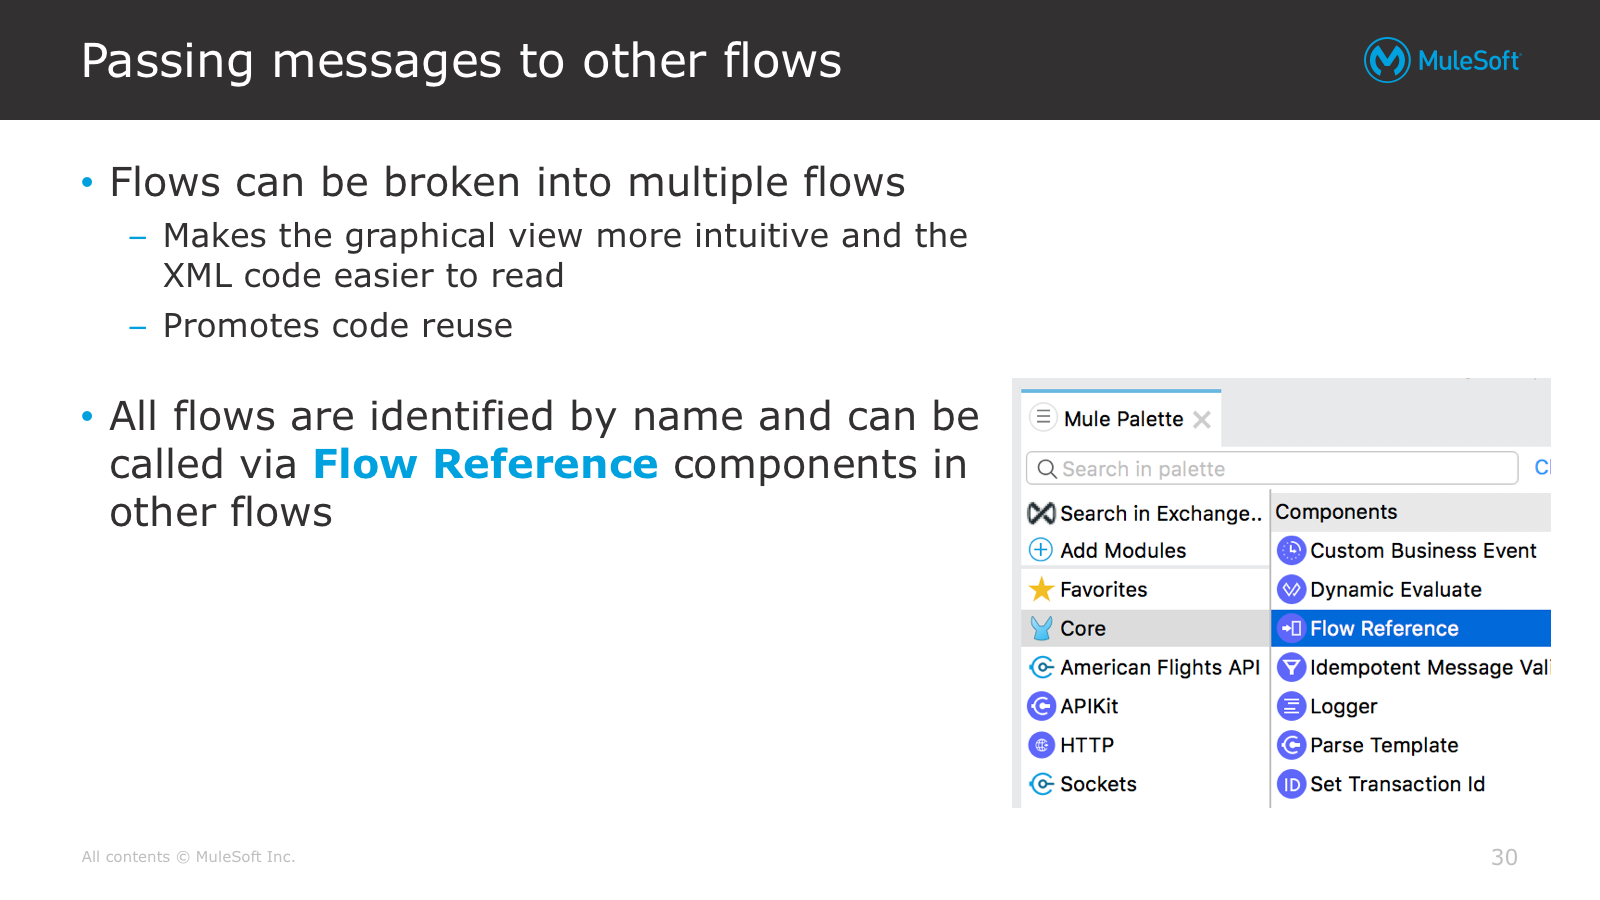 Passing messages to other flows
MuleSoft
• Flows can be broken into multiple flows
– Makes the graphical view more intuitive and the
XML code easier to read
– Promotes code reuse
• All flows are identified by name and can be
called via Flow Reference components in
other flows
Mule Palette
Search in palette
Search in Exchange..
Add Modules
Favorites
Core
American Flights API
APIKit
HTTP
Sockets
Components
Custom Business Event
Dynamic Evaluate
Flow Reference
Idempotent Message Vali
Logger
Parse Template
ID Set Transaction Id
All contents © MuleSoft Inc.
30